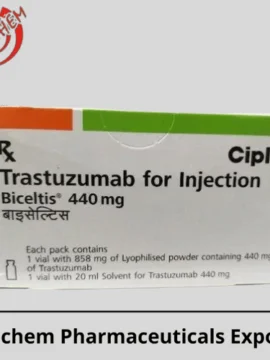 CHEM
Rx
Cipl
Trastuzumab for Injection
Biceltis® 440 mg
बाइसेल्टिस
Each pack contains
1 vial with 858 mg of Lyophilised powder containing 440 m
of Trastuzumab
1 vial with 20 ml Solvent for Trastuzumab 440 mg
chem Pharmaceuticals Expo